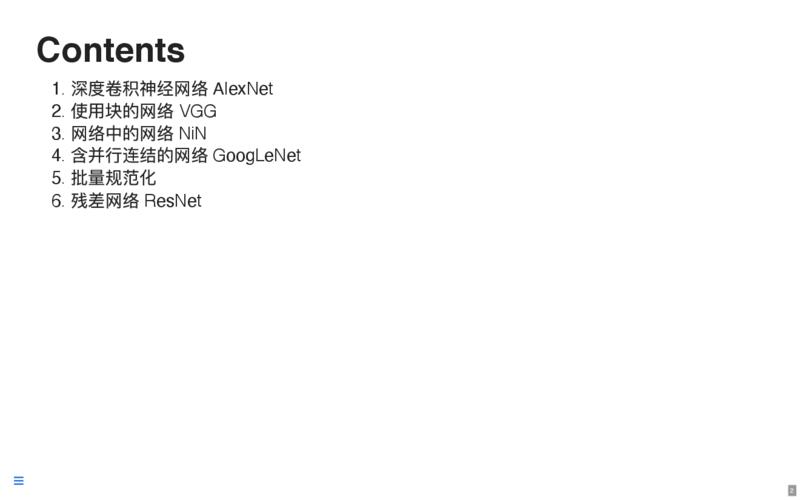 Contents
1. 深度卷积神经网络 AlexNet
2. 使用块的网络 VGG
3. 网络中的网络 NiN
4. 含并行连结的网络 GoogLeNet
5. 批量规范化
6. 残差网络 ResNet
2